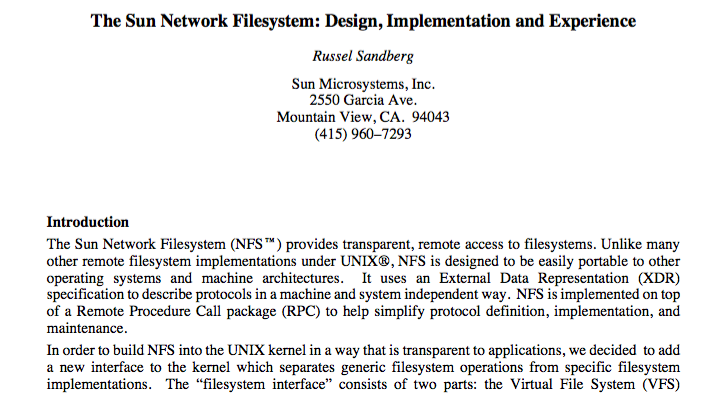 The Sun Network Filesystem: Design, Implementation and Experience
Russel Sandberg
Sun Microsystems, Inc.
2550 Garcia Ave.
Mountain View, CA. 94043
(415) 960–7293
Introduction
The Sun Network Filesystem (NFS™) provides transparent, remote access to filesystems. Unlike many
other remote filesystem implementations under UNIX®, NFS is designed to be easily portable to other
operating systems and machine architectures. It uses an External Data Representation (XDR)
specification to describe protocols in a machine and system independent way. NFS is implemented on top
of a Remote Procedure Call package (RPC) to help simplify protocol definition, implementation, and
maintenance.
In order to build NFS into the UNIX kernel in a way that is transparent to applications, we decided to add
a new interface to the kernel which separates generic filesystem operations from specific filesystem
implementations. The “filesystem interface” consists of two parts: the Virtual File System (VFS)